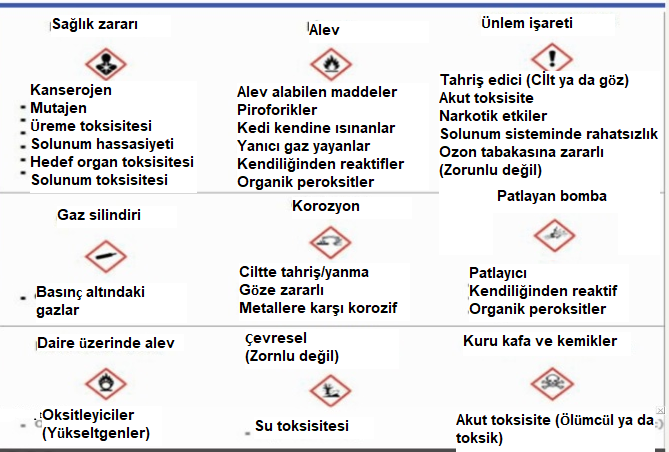 Sağlık zararı
Kanserojen
Mutajen
Üreme toksisitesi
Solunum hassasiyeti
Hedef organ toksisitesi
Solunum toksisitesi
Alev
Alev alabilen maddeler
Piroforikler
Kedi kendine ısınanlar
Yanıcı gaz yayanlar
Kendiliğinden reaktifler
Organik peroksitler
Ünlem işareti
Tahriş edici (Cilt ya da göz)
Akut toksisite
Narkotik etkiler
Solunum sisteminde rahatsızlık
Ozon tabakasına zararlı
(Zorunlu değil)
Gaz silindiri
Basınç altındaki
gazlar
Korozyon
Ciltte tahriş/yanma
Göze zararlı
Metallere karşı korozif
Patlayan bomba
Patlayıcı
Kendiliğinden reaktif
Organik peroksitler
Daire üzerinde alev
Oksitleyiciler
(Yükseltgenler)
Çevresel
(Zornlu değil)
Su toksisitesi
Kuru kafa ve kemikler
Akut toksisite (Ölümcül ya da
toksik)